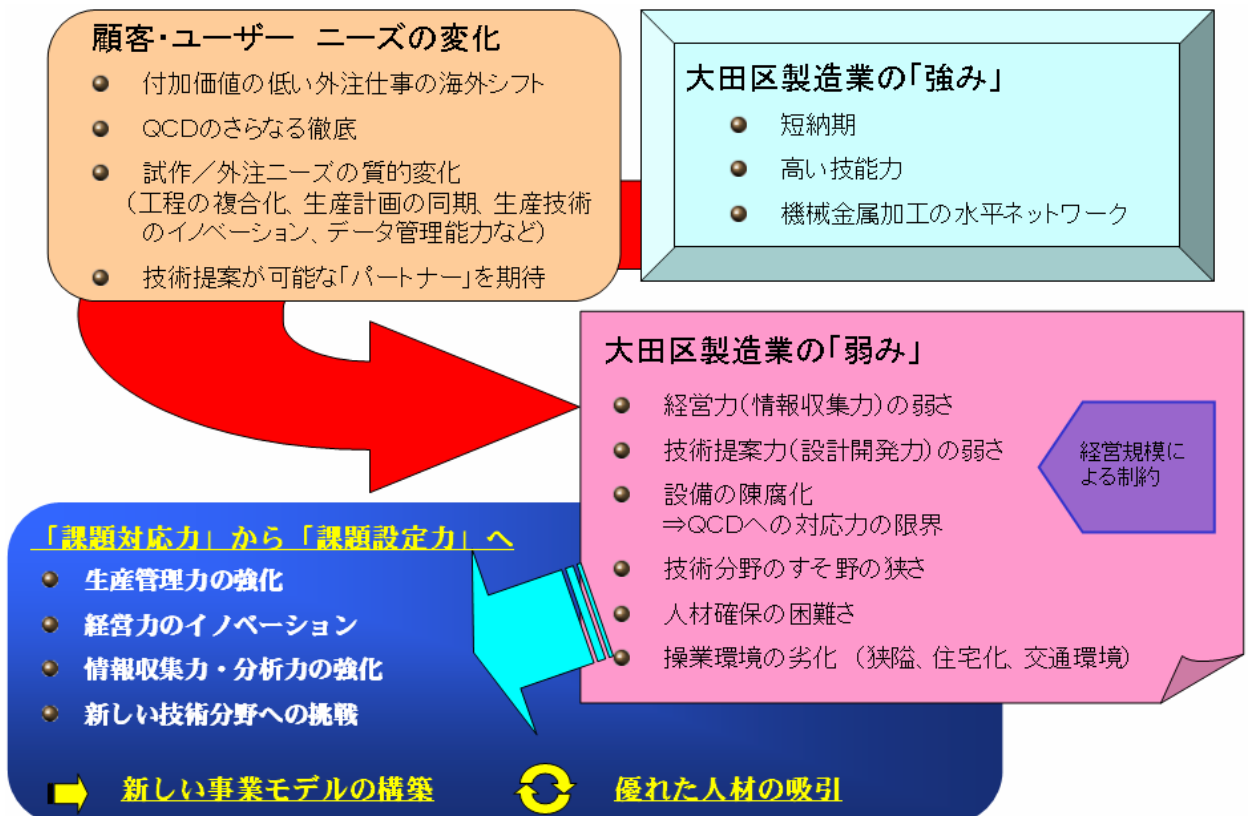 顧客・ユーザー ニーズの変化
付加価値の低い外注仕事の海外シフト
QCDのさらなる徹底
試作／外注ニーズの質的変化
（工程の複合化、生産計画の同期、生産技術
のイノベーション、データ管理能力など）
技術提案が可能な「パートナー」を期待
大田区製造業の「強み」
短納期
高い技能力
機械金属加工の水平ネットワーク
大田区製造業の「弱み」
経営力（情報収集力）の弱さ
技術提案力（設計開発力）の弱さ
設備の陳腐化
⇒QCDへの対応力の限界
技術分野のすそ野の狭さ
人材確保の困難さ
操業環境の劣化 （狭隘、住宅化、交通環境）
経営規模に
よる制約
「課題対応力」から「課題設定力」へ
生産管理力の強化
経営力のイノベーション
情報収集力・分析力の強化
新しい技術分野への挑戦
新しい事業モデルの構築
優れた人材の吸引